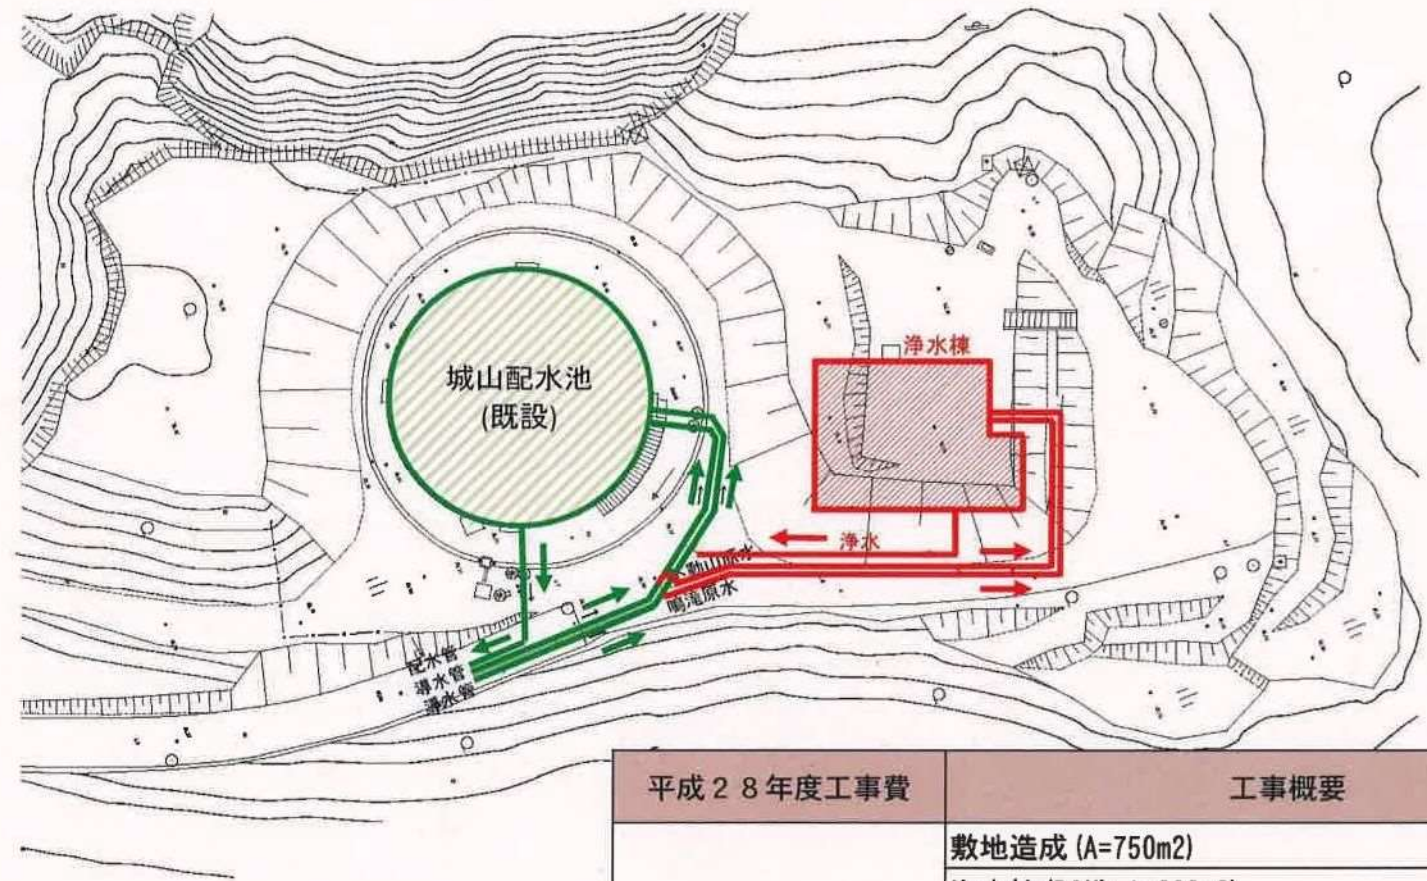 浄水棟
城山配水池
(既設)
浄水
動山原水
鳴滝原水
配水管
導水管
浄水管
平成２８年度工事費
工事概要
敷地造成 (A=750m2)